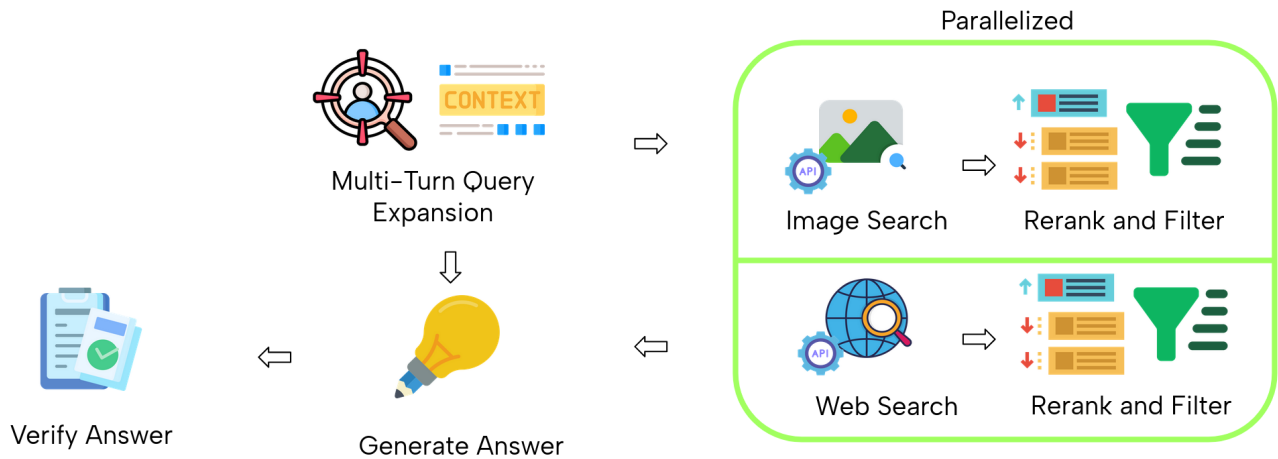 Parallelized
CONTEXT
Multi-Turn Query
Expansion
API
Image Search
Rerank and Filter
API
Web Search
Rerank and Filter
Generate Answer
Verify Answer